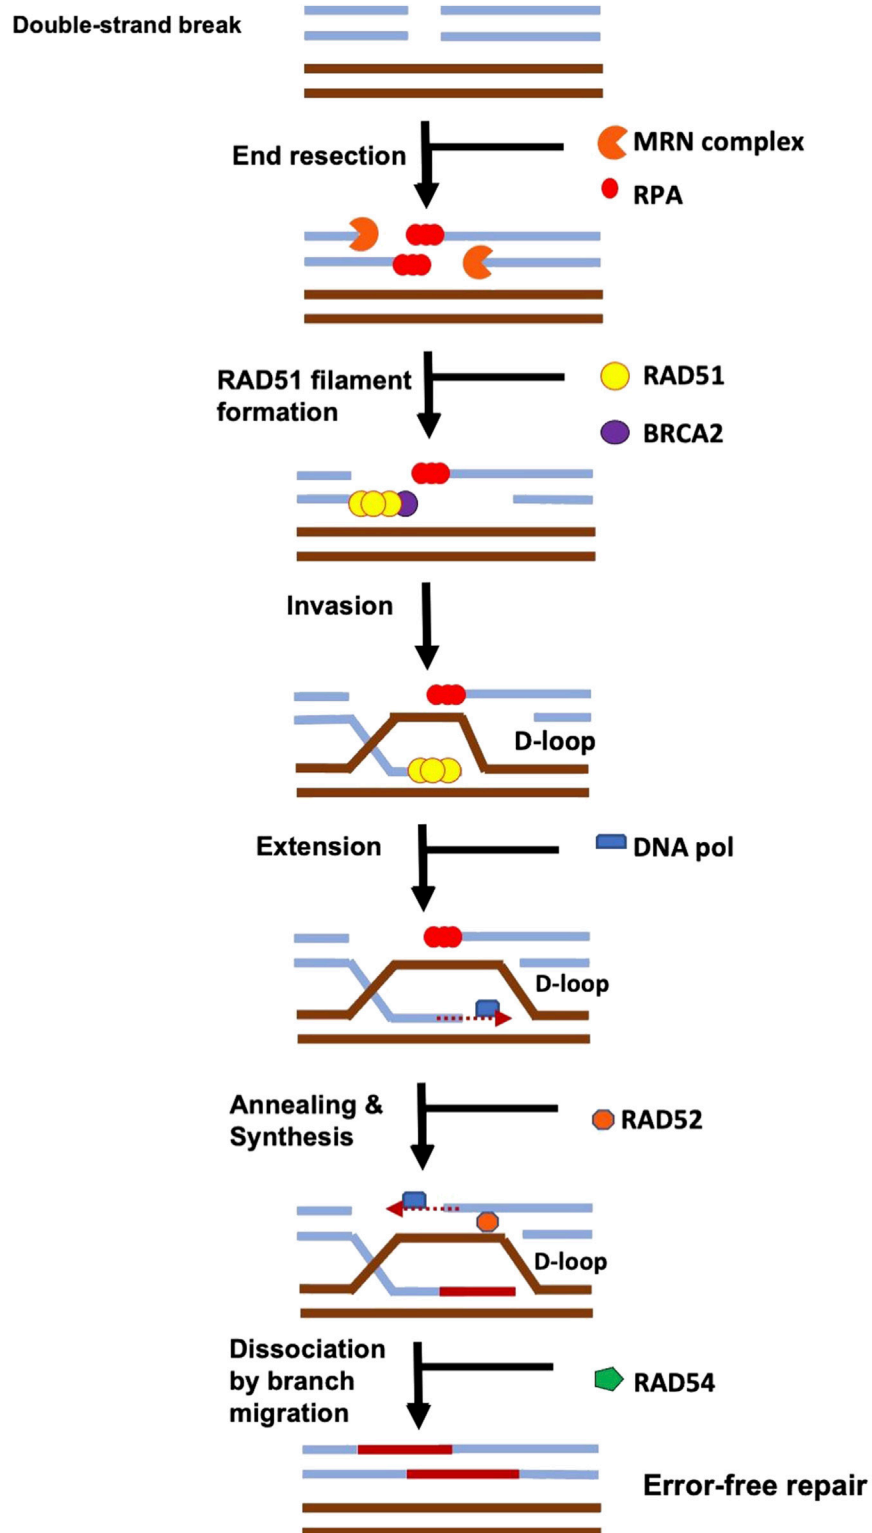 Double-strand break
End resection
MRN complex
RPA
RAD51 filament
formation
RAD51
BRCA2
Invasion
D-loop
Extension
DNA pol
D-loop
Annealing &
Synthesis
RAD52
D-loop
Dissociation
by branch
migration
RAD54
Error-free repair